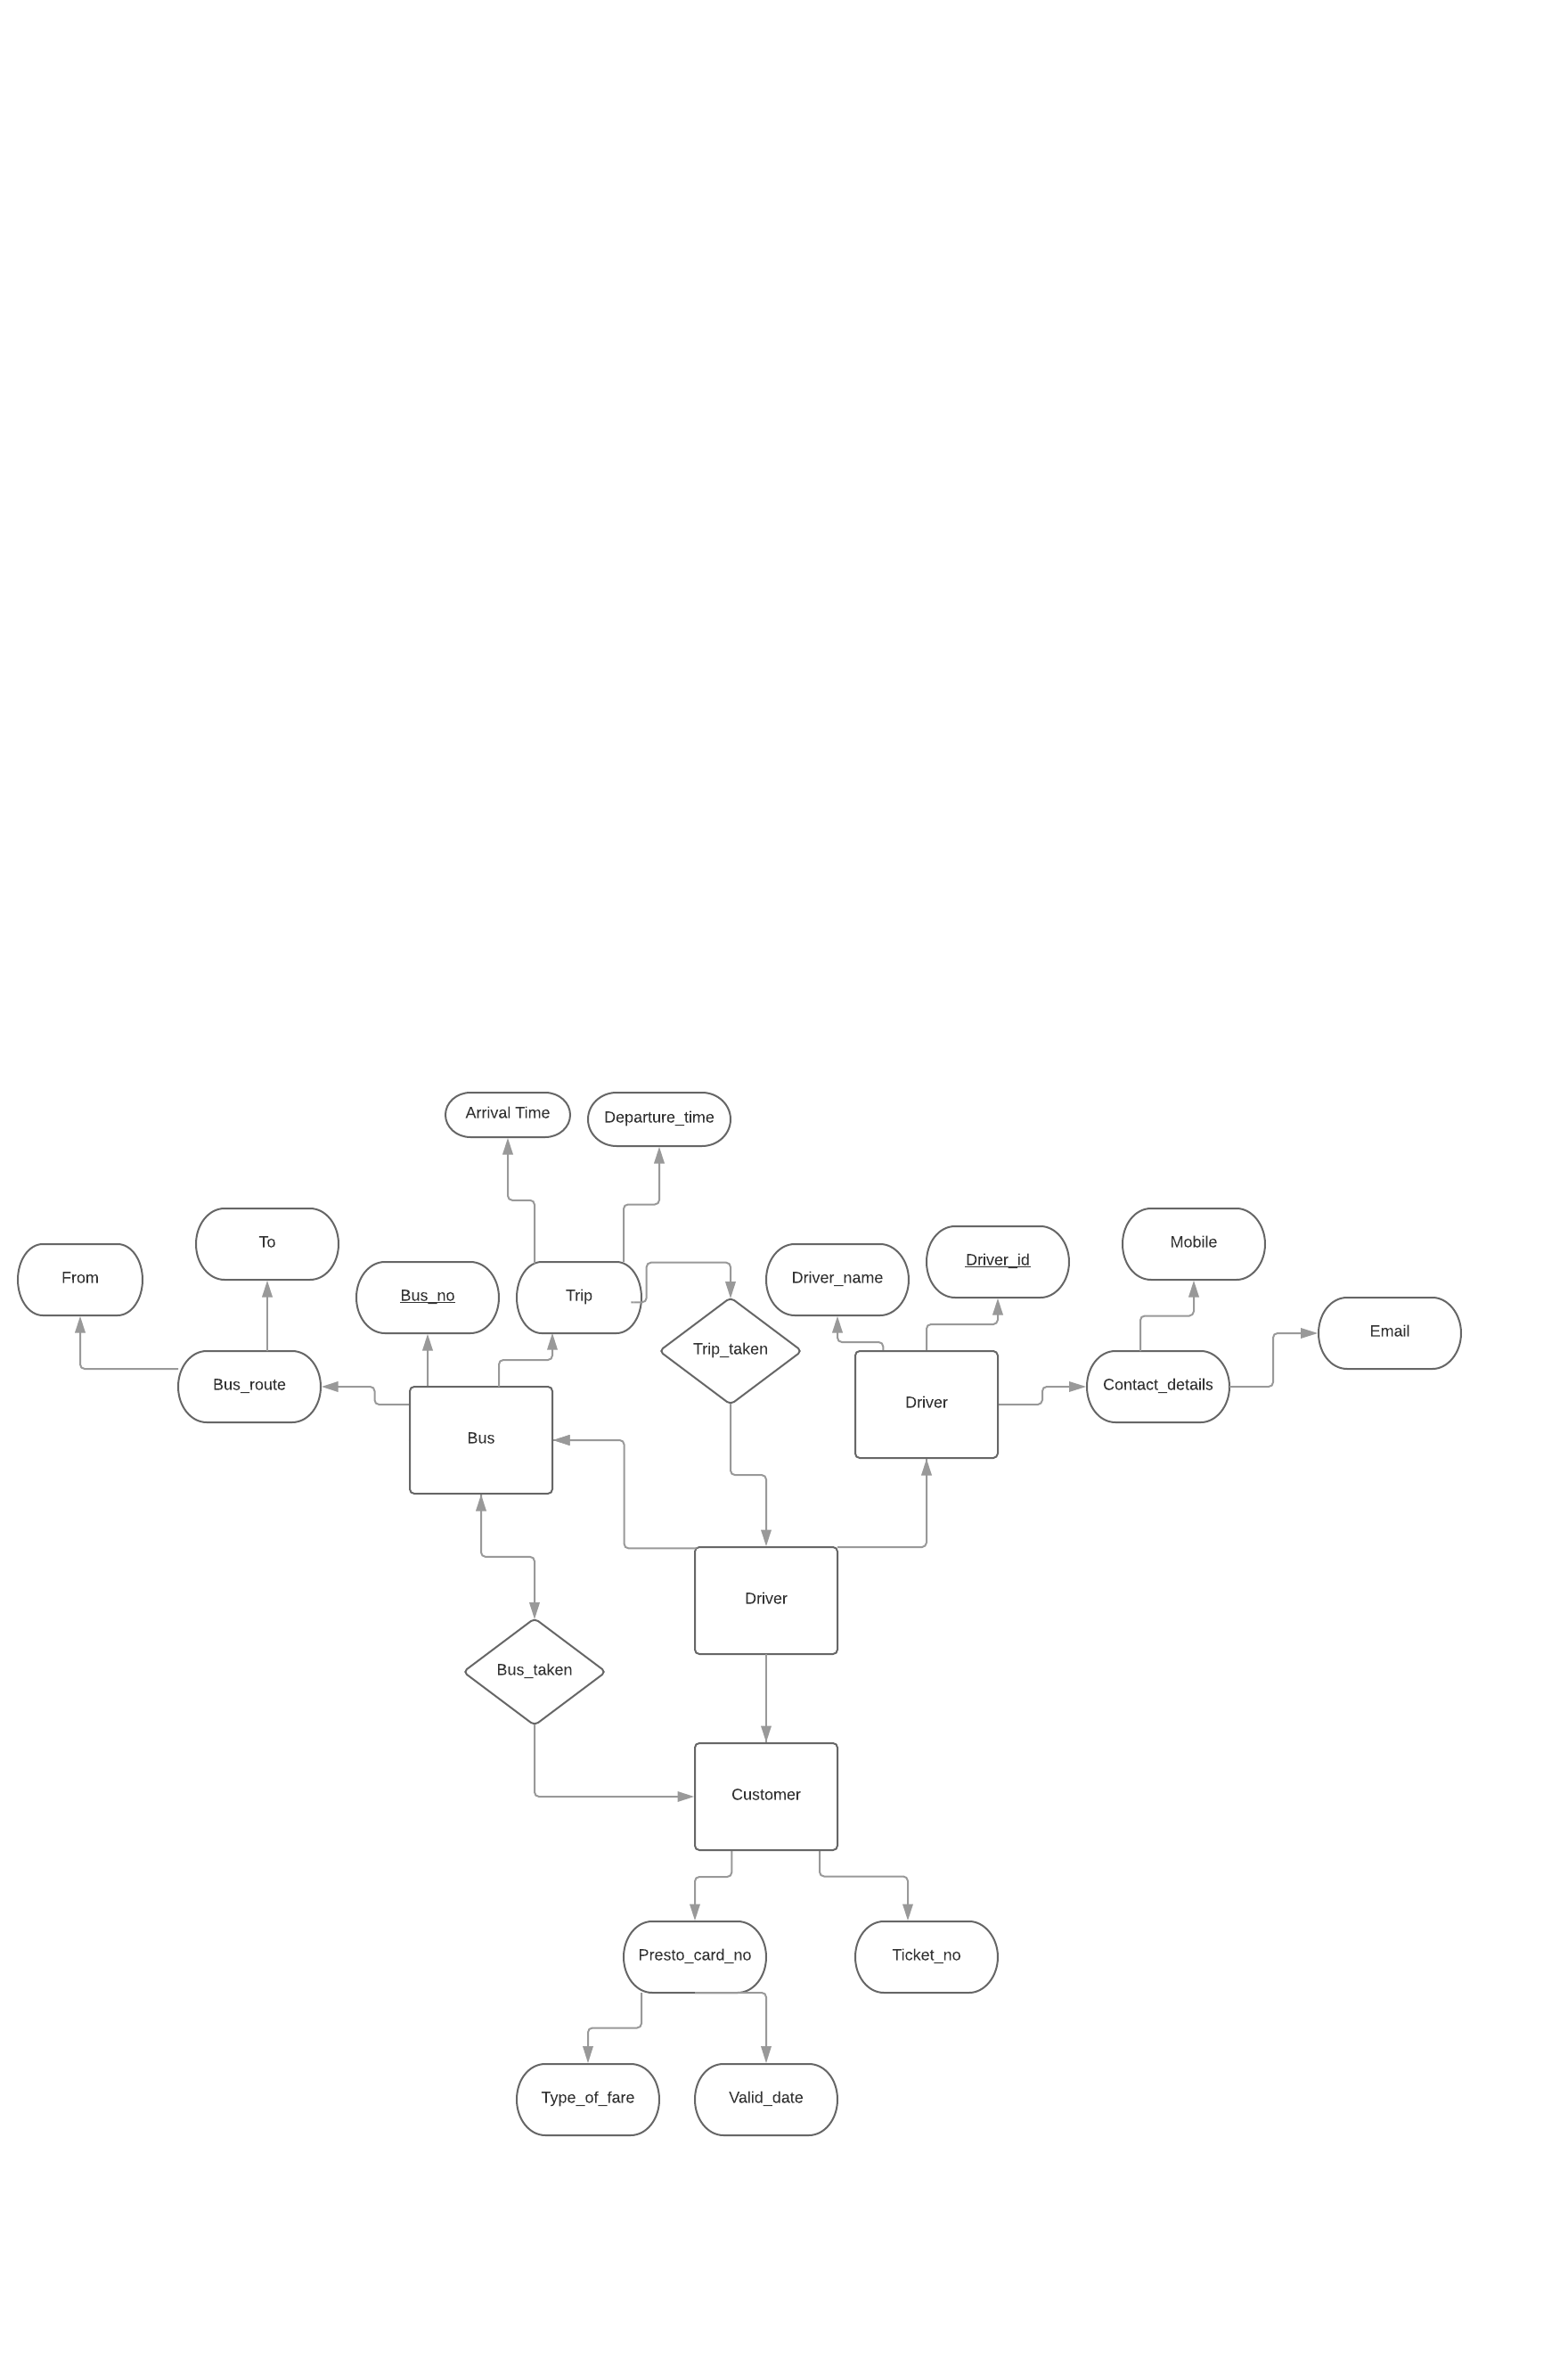 Arrival Time
Departure_time
To
Mobile
From
Driver_name
Driver_id
Bus_no
Trip
Email
Trip_taken
Bus_route
Contact_details
Driver
Bus
Driver
Bus_taken
Customer
Presto_card_no
Ticket_no
Type_of_fare
Valid_date